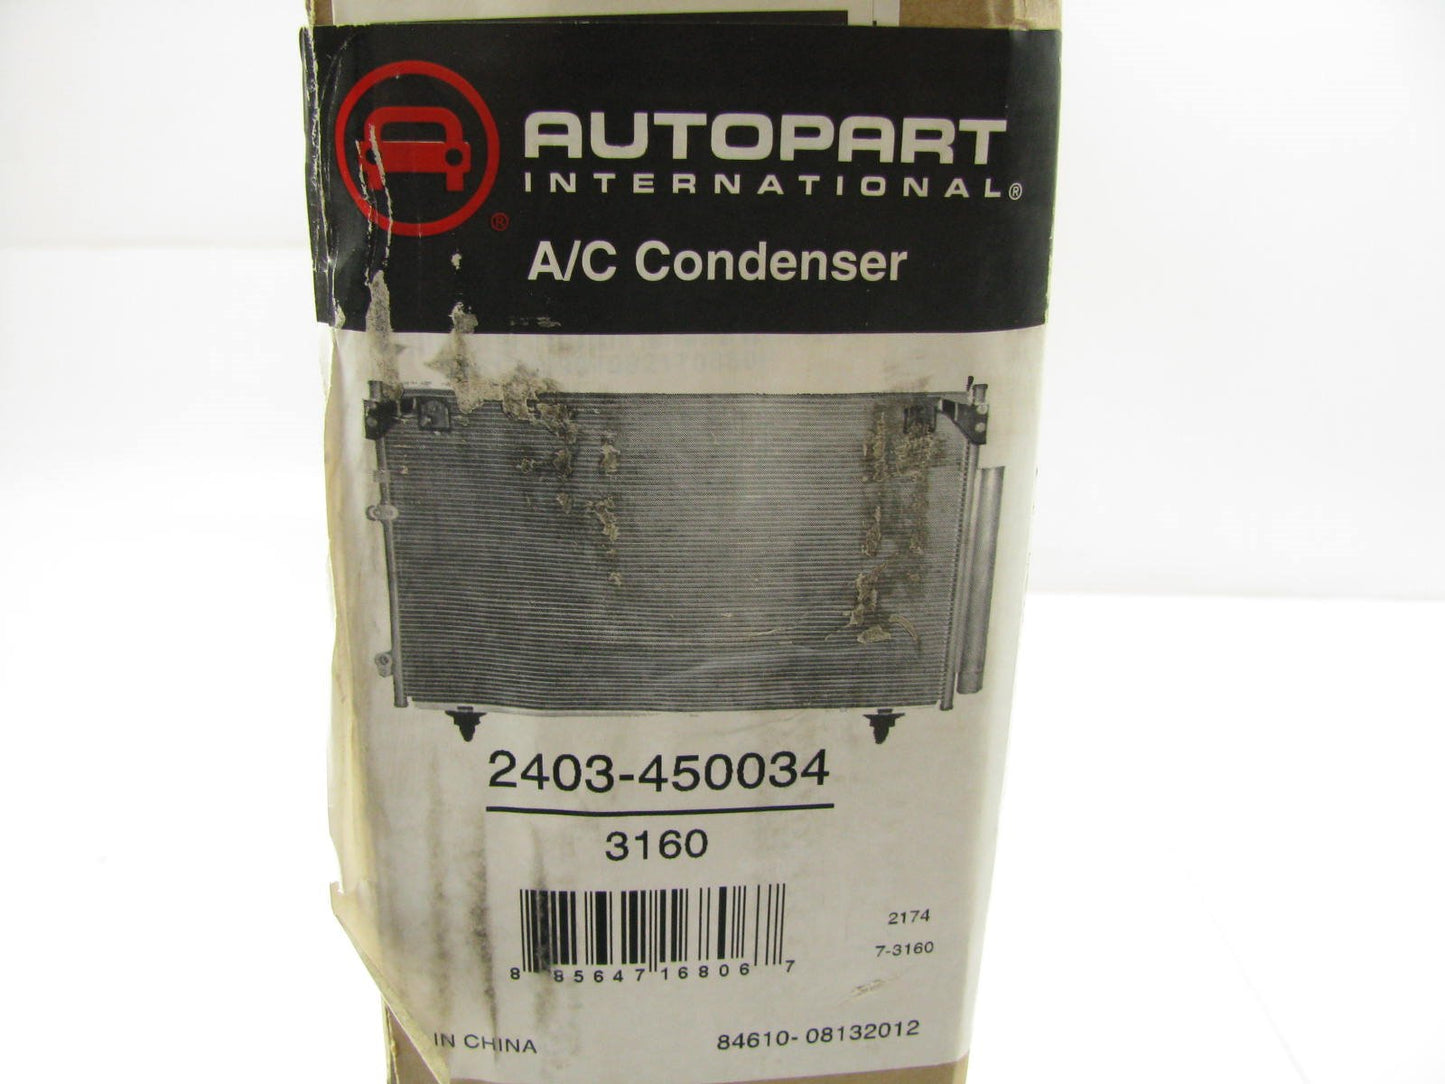 AUTOPART
INTERNATIONAL®
®
A/C Condenser
2403-450034
3160
8 85647 16806 7
2174
7-3160
IN CHINA
84610- 08132012